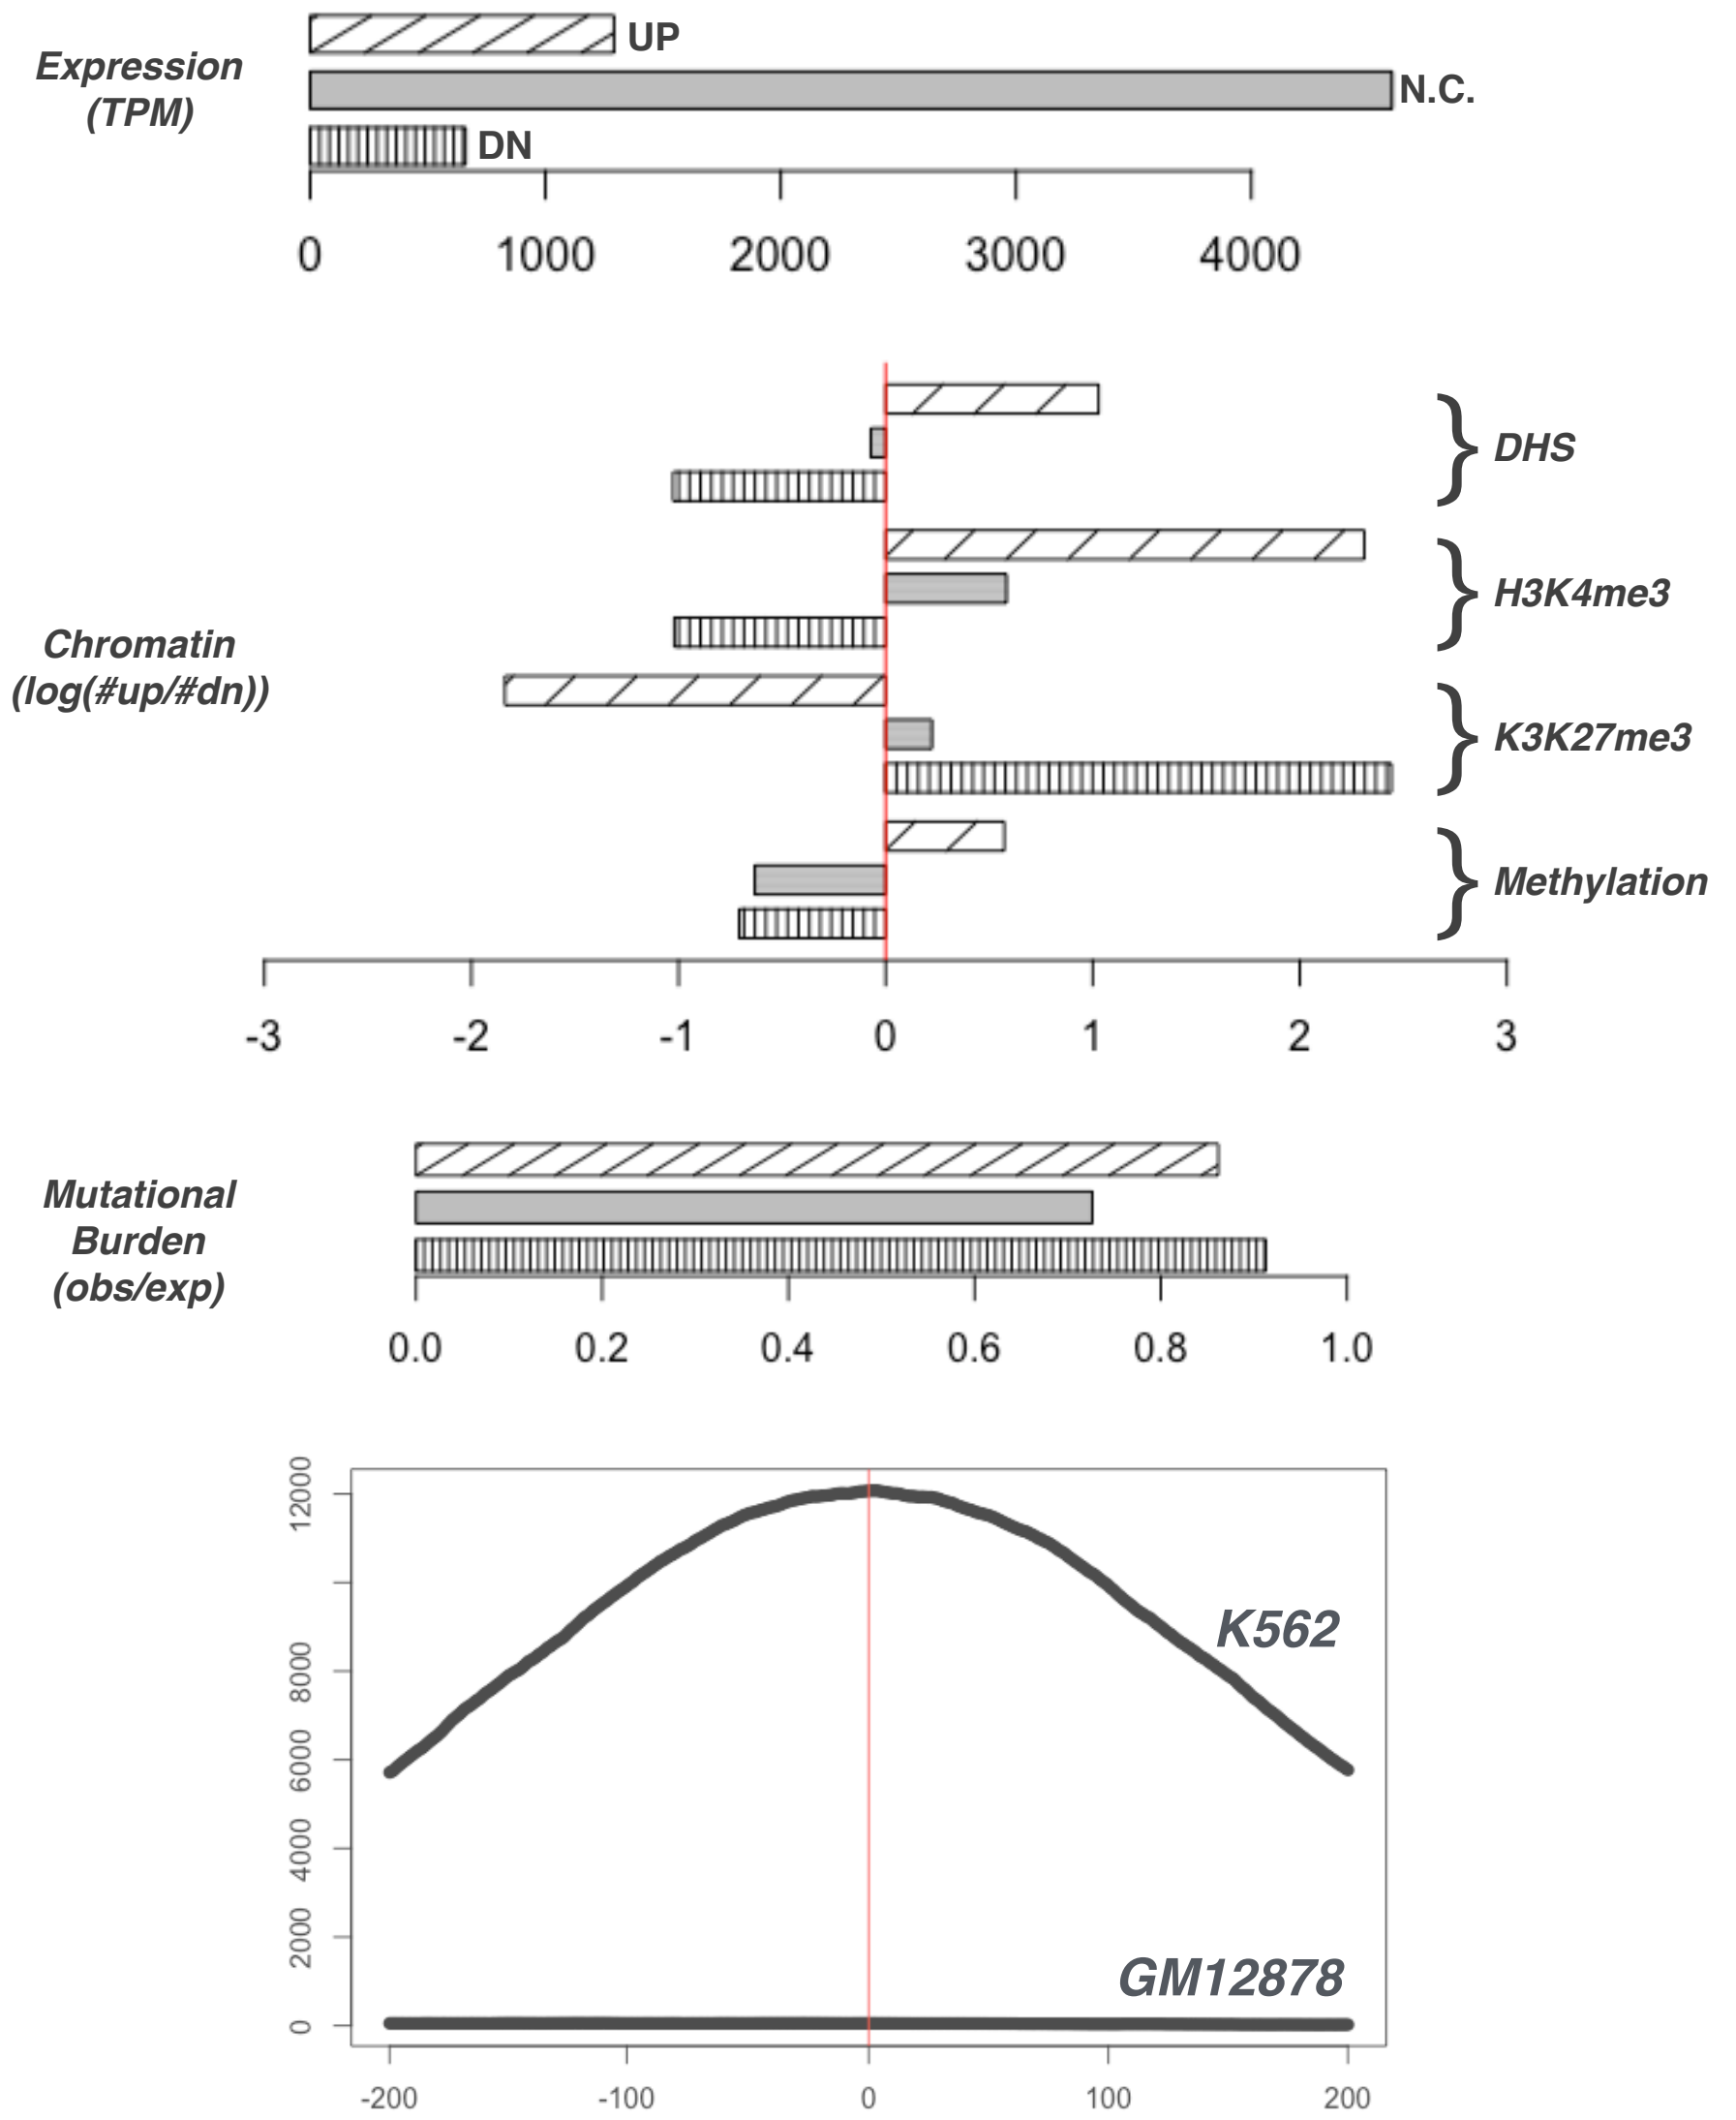 UP
Expression
(TPM)
N.C.
DN
0 1000 2000 3000 4000
DHS
H3K4me3
Chromatin
(log(#up/#dn))
K3K27me3
Methylation
-3 -2 -1 0 1 2 3
Mutational
Burden
(obs/exp)
0.0 0.2 0.4 0.6 0.8 1.0
12000
K562
8000
6000
4000
2000
GM12878
0
-200 -100 0 100 200